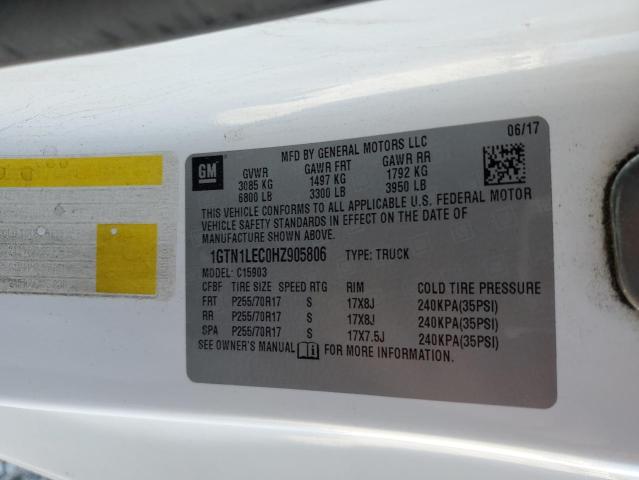 06/17
MFD BY GENERAL MOTORS LLC
GM
GVWR GAWR FRT GAWR RR
3085 KG 1497 KG 1792 KG
6800 LB 3300 LB 3950 LB
THIS VEHICLE CONFORMS TO ALL APPLICABLE U.S. FEDERAL MOTOR
VEHICLE SAFETY STANDARDS IN EFFECT ON THE DATE OF
MANUFACTURE SHOWN ABOVE.
1GTN1LEC0HZ905806 TYPE: TRUCK
MODEL: C15903
CFBF TIRE SIZE SPEED RTG RIM COLD TIRE PRESSURE
FRT P255/70R17 S 17X8J 240KPA(35PSI)
RR P255/70R17 S 17X8J 240KPA(35PSI)
SPA P255/70R17 S 17X7.5J 240KPA(35PSI)
SEE OWNER'S MANUAL FOR MORE INFORMATION.